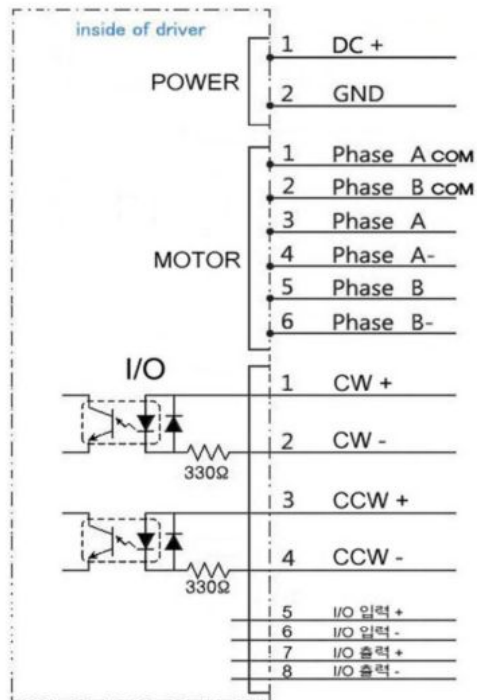 inside of driver
POWER
1 DC +
2 GND
MOTOR
1 Phase A COM
2 Phase B COM
3 Phase A
4 Phase A-
5 Phase B
6 Phase B-
I/O
1 CW +
2 CW -
330Ω
3 CCW +
4 CCW -
330Ω
5 I/O 입력 +
6 I/O 입력 -
7 I/O 출력 +
8 I/O 출력 -